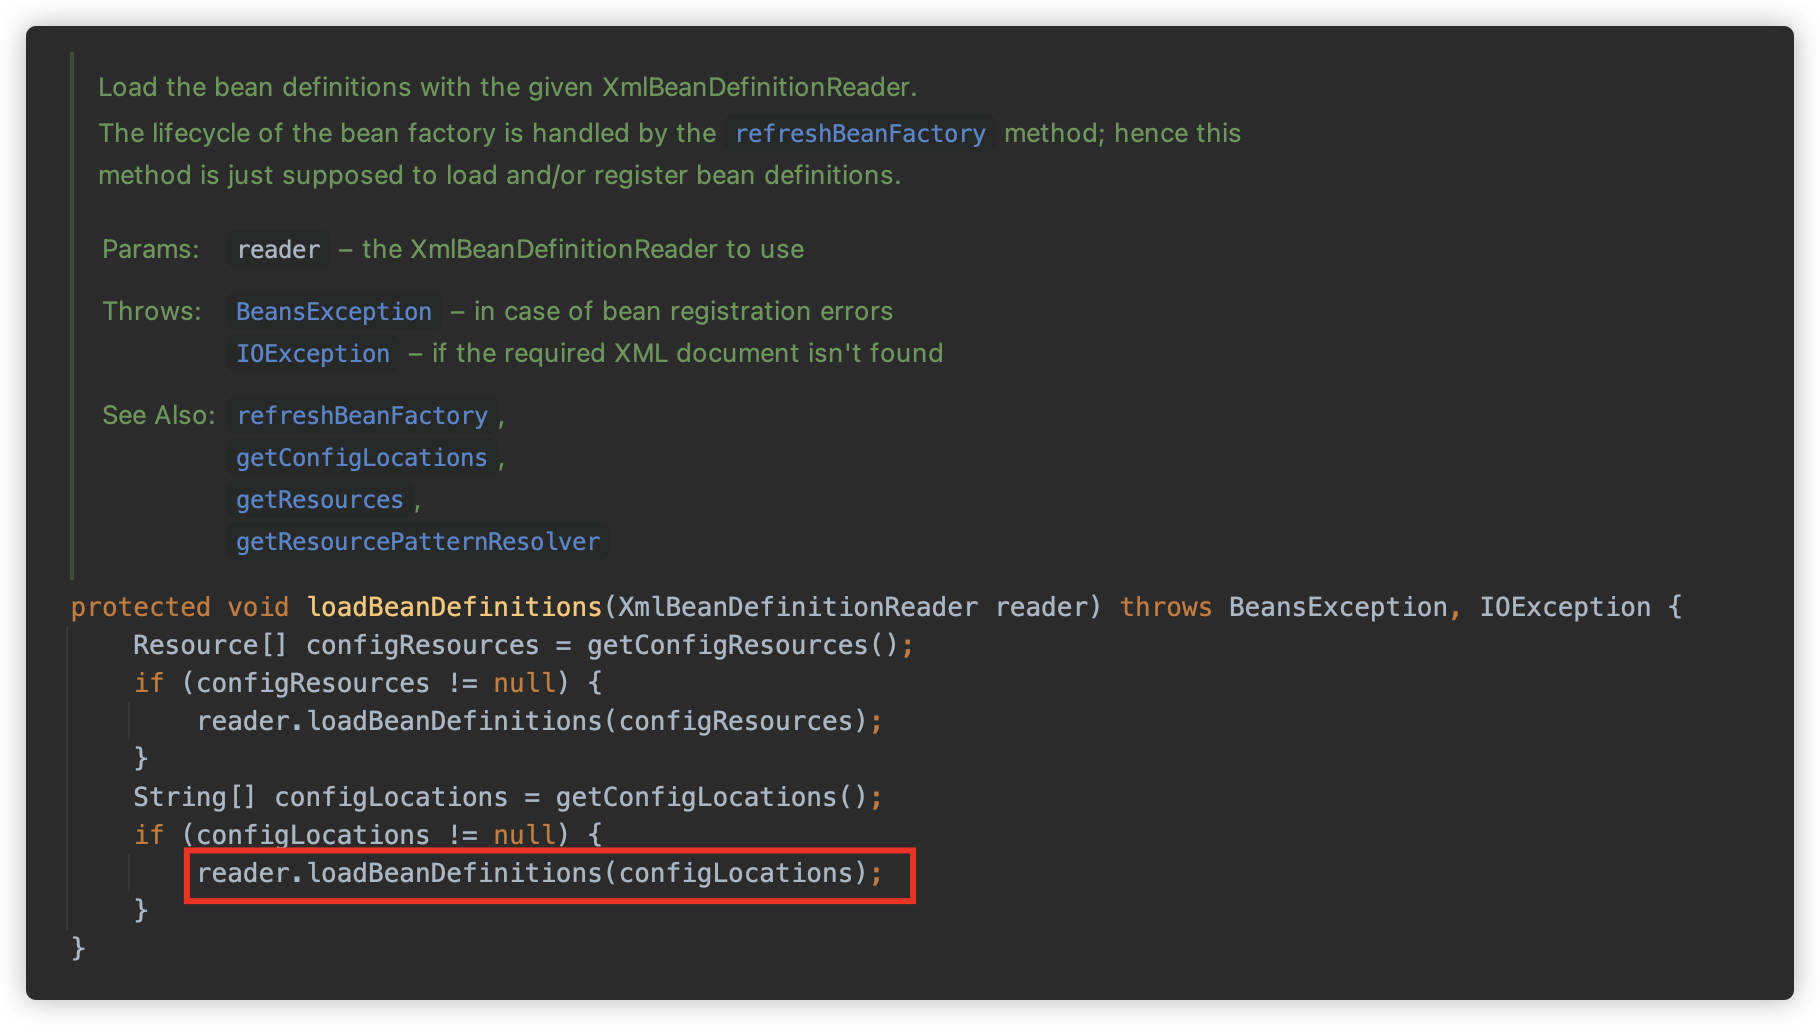 Load the bean definitions with the given XmlBeanDefinitionReader.
The lifecycle of the bean factory is handled by the refreshBeanFactory method; hence this
method is just supposed to load and/or register bean definitions.
Params: reader – the XmlBeanDefinitionReader to use
Throws: BeansException – in case of bean registration errors
IOException – if the required XML document isn't found
See Also: refreshBeanFactory,
getConfigLocations,
getResources,
getResourcePatternResolver
protected void loadBeanDefinitions(XmlBeanDefinitionReader reader) throws BeansException, IOException {
    Resource[] configResources = getConfigResources();
    if (configResources != null) {
        reader.loadBeanDefinitions(configResources);
    }
    String[] configLocations = getConfigLocations();
    if (configLocations != null) {
        reader.loadBeanDefinitions(configLocations);
    }
}